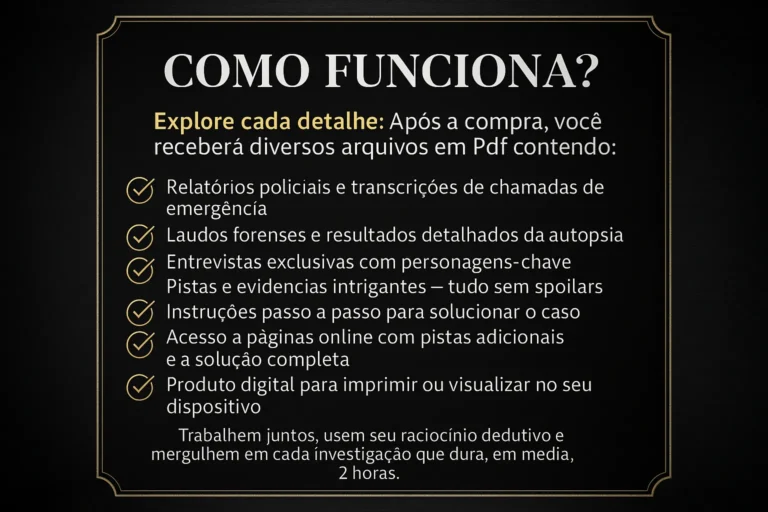 COMO FUNCIONA?
Explore cada detalhe: Após a compra, você
receberá diversos arquivos em Pdf contendo:
Relatórios policiais e transcrições de chamadas de
emergência
Laudos forenses e resultados detalhados da autopsia
Entrevistas exclusivas com personagens-chave
Pistas e evidencias intrigantes – tudo sem spoilars
Instruções passo a passo para solucionar o caso
Acesso a pàginas online com pistas adicionais
e a solução completa
Produto digital para imprimir ou visualizar no seu
dispositivo
Trabalhem juntos, usem seu raciocínio dedutivo e
mergulhem em cada ínvestigação que dura, em media,
2 horas.